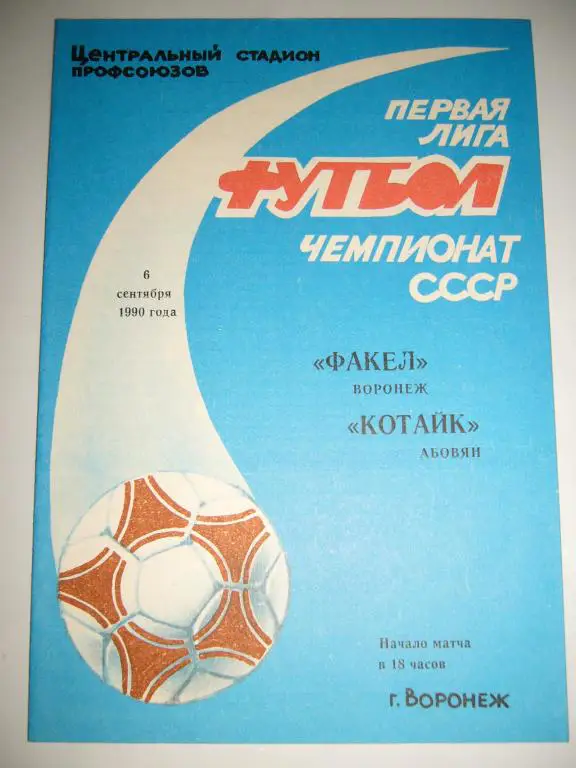 Центральный стадион
профсоюзов
Первая
лига
Футбол
Чемпионат
СССР
6
сентября
1990 года
«ФАКЕЛ»
ВОРОНЕЖ
«КОТАЙК»
АБОВЯН
Начало матча
в 18 часов
г. Воронеж